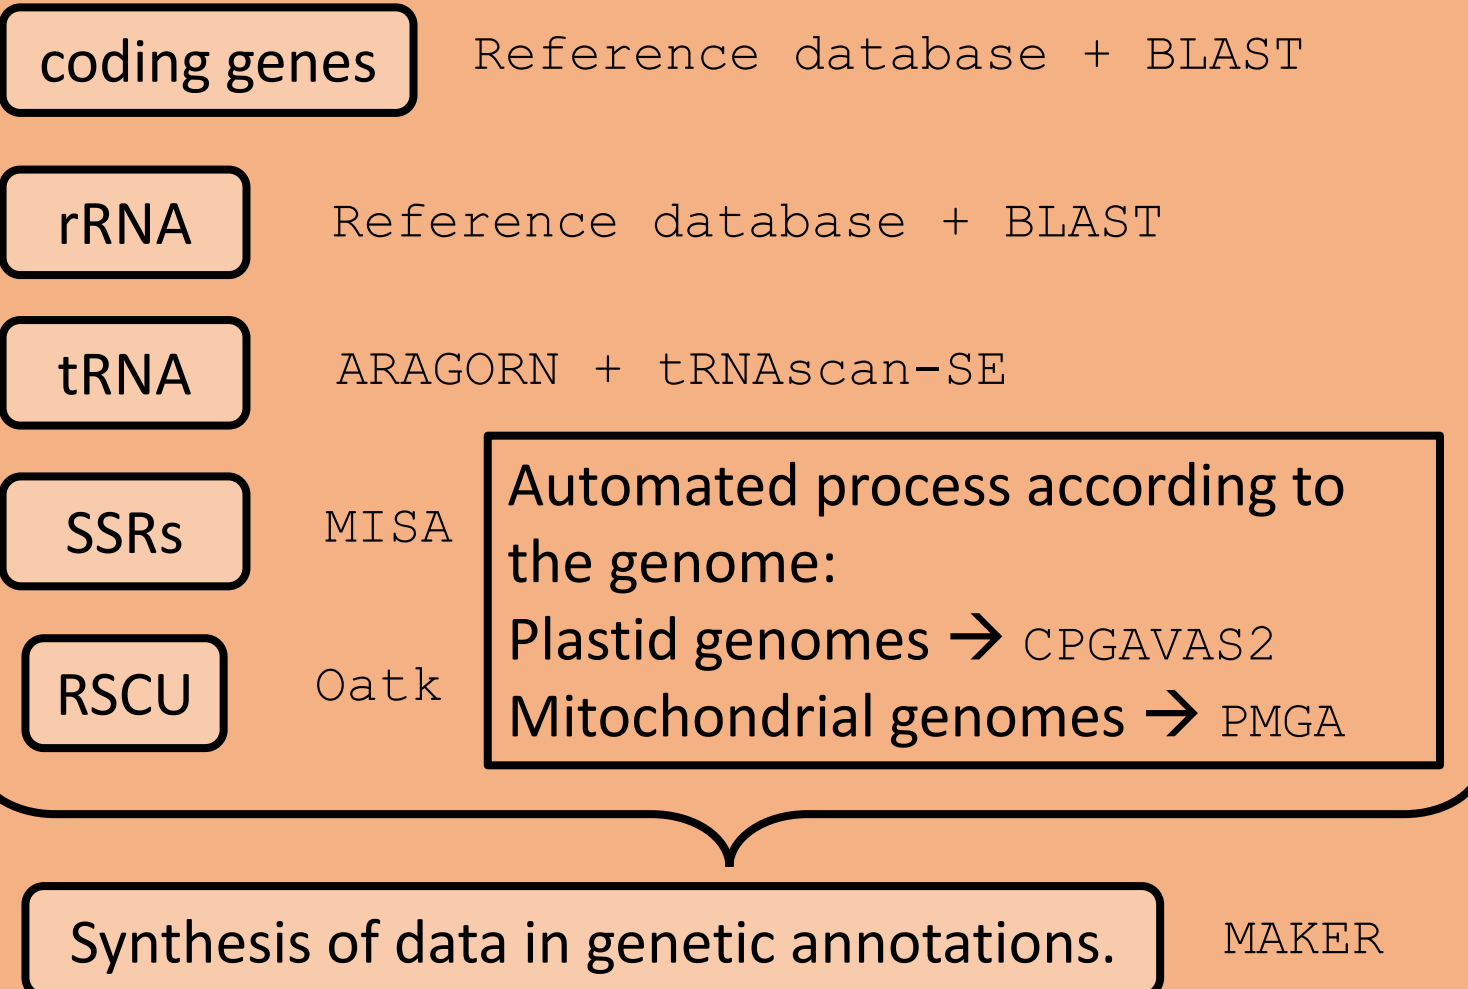 coding genes Reference database + BLAST
rRNA Reference database + BLAST
tRNA ARAGORN + tRNAscan-SE
SSRs MISA
RSCU Oatk
Automated process according to
the genome:
Plastid genomes → CPGAVAS2
Mitochondrial genomes → PMGA
Synthesis of data in genetic annotations. MAKER